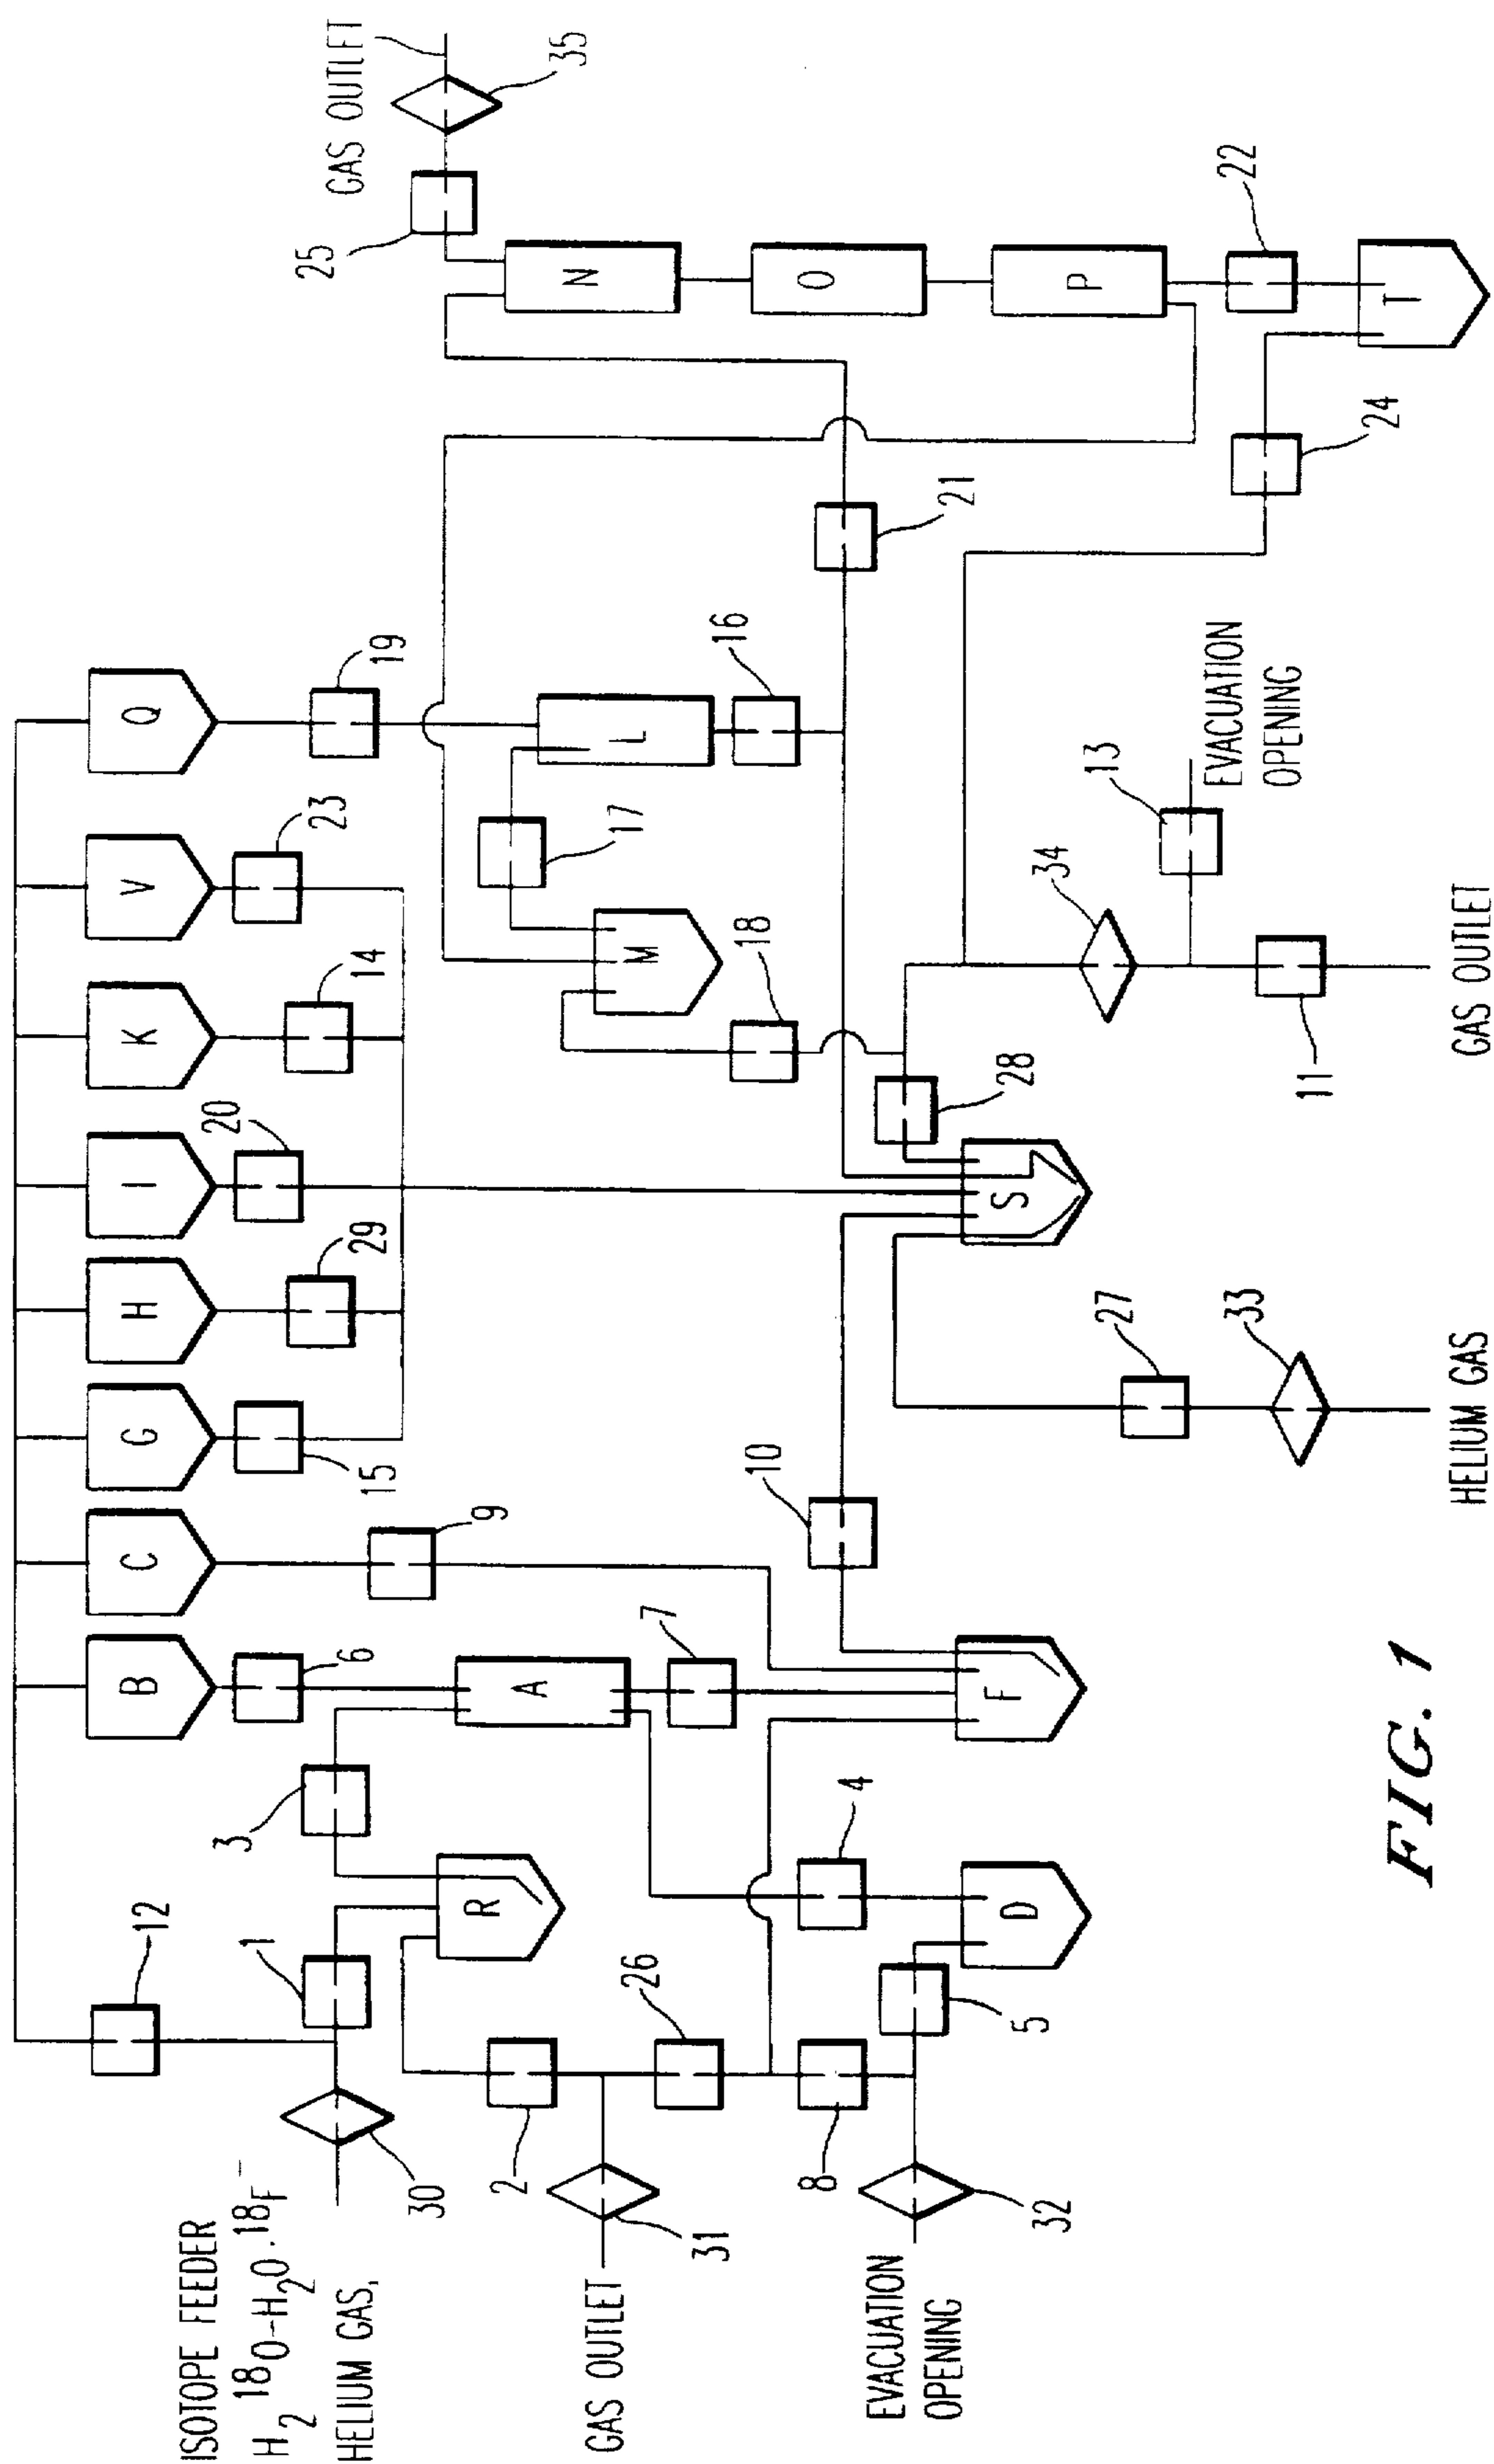 12
B
C
G
H
I
K
V
Q
ISOTOPE FEEDER
H2 18O-H2O.18F-
HELIUM GAS,
30
1
3
6
9
15
29
20
14
23
19
GAS OUTLET
25
35
R
A
L
M
N
17
16
18
7
2
26
GAS OUTLET
31
4
8
10
21
O
EVACUATION
OPENING
32
5
D
F
S
28
P
27
33
34
13
EVACUATION
OPENING
24
22
T
11
HELIUM GAS
GAS OUTLET
FIG. 1